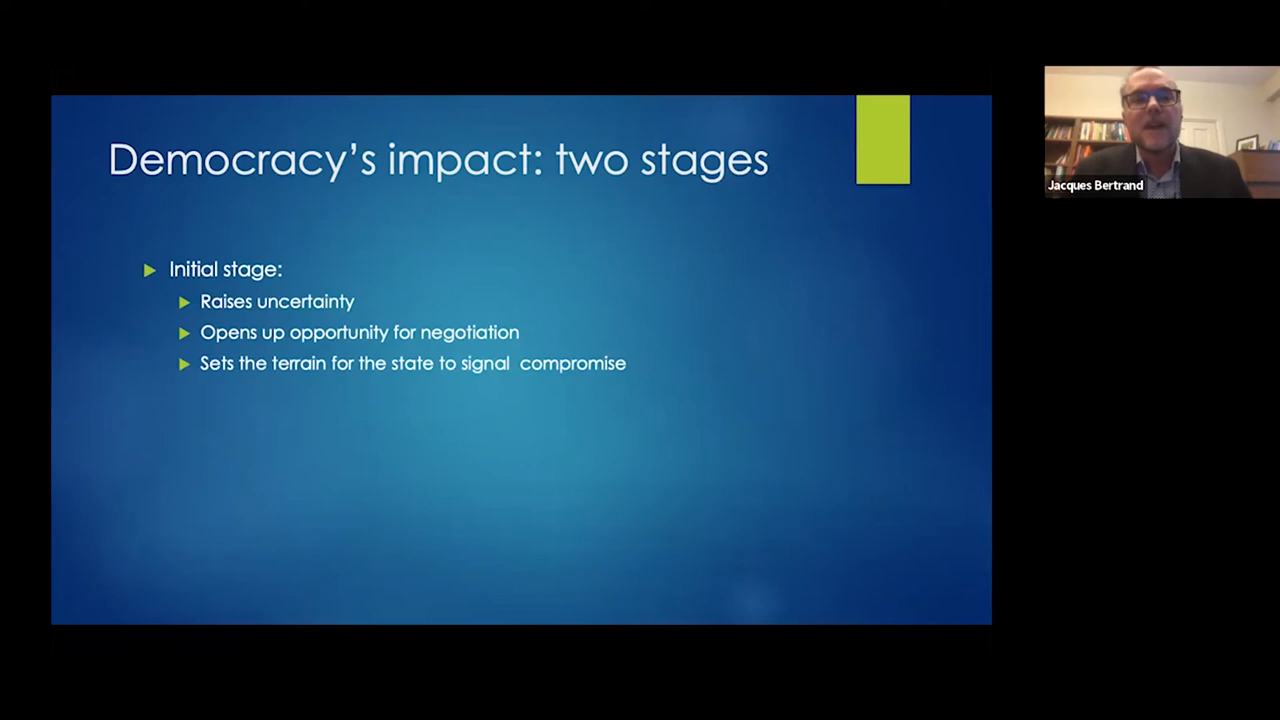 Democracy's impact: two stages
Initial stage:
Raises uncertainty
Opens up opportunity for negotiation
Sets the terrain for the state to signal  compromise
Jacques Bertrand